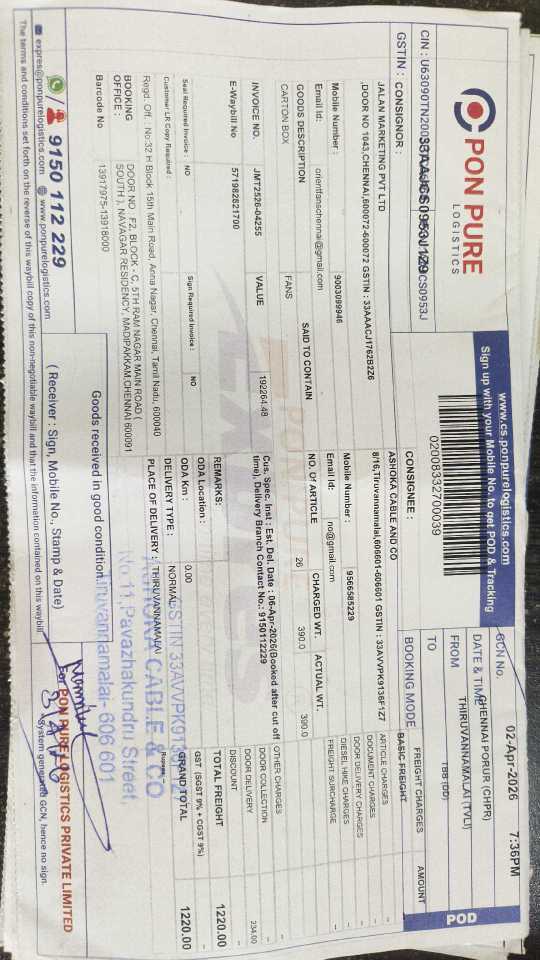 PON PURE
LOGISTICS
www.cs.ponpurelogistics.com
Sign up with your Mobile No. to get POD & Tracking
02008332700039
GCN No.
DATE & TIME 02-Apr-2026 7:36PM
FROM CHENNAI PORUR (CHPR)
TO THIRUVANNAMALAI (TVLI)
BOOKING MODE
POD
GSTIN :
CONSIGNOR :
JALAN MARKETING PVT LTD
,DOOR NO 1043,CHENNAI,600072-600072 GSTIN : 33AAACJ1762B2Z6
Mobile Number : 9003099946
Email Id: orientfanschennai@gmail.com
CONSIGNEE :
ASHOKA CABLE AND CO
8/16,Tiruvannamalai,606601-606601 GSTIN : 33AVVPK9136F1Z7
Mobile Number : 9566585229
Email Id: no@gmail.com
GOODS DESCRIPTION SAID TO CONTAIN NO. Of ARTICLE CHARGED WT. ACTUAL WT.
CARTON BOX FANS 26 390.0 390.0
INVOICE NO. JMT2526-04255 VALUE 192264.48
E-Waybill No 571982621700
Cus. Spec. Inst : Est. Del. Date : 06-Apr-2026(Booked after cut off
time), Delivery Branch Contact No.: 9150112229
REMARKS:
Seal Required Invoice : NO Sign Required Invoice : NO
Customer LR Copy Required :
ODA Location :
ODA Km : 0.00
DELIVERY TYPE : NORMAL
PLACE OF DELIVERY : THIRUVANNAMALAI
Regd. Off. : No:32 H Block 15th Main Road, Anna Nagar, Chennai, Tamil Nadu, 600040
BOOKING OFFICE : DOOR NO . F2, BLOCK - C, 5TH RAM NAGAR MAIN ROAD (
SOUTH ), NAVAGAR RESIDENCY, MADIPAKKAM,CHENNAI 600091
Barcode No 13917975-13918000
FREIGHT CHARGES AMOUNT
BASIC FREIGHT
ARTICLE CHARGES
DOCUMENT CHARGES
DOOR DELIVERY CHARGES
DIESEL HIKE CHARGES
FREIGHT SURCHARGE
OTHER CHARGES -
DOOR COLLECTION -
DOOR DELIVERY 234.00
DISCOUNT -
TOTAL FREIGHT 1220.00
GST (SGST 9% + CGST 9%) -
GRAND TOTAL 1220.00
Rupees :
Goods received in good condition.
ASHOKA CABLE & CO
No.11,Pavazhakundru Street
Tiruvannamalai- 606 601
9150 112 229
( Receiver : Sign, Mobile No., Stamp & Date)
For PON PURE LOGISTICS PRIVATE LIMITED
System generated GCN, hence no sign.
expres@ponpurelogistics.com www.ponpurelogistics.com
The terms and conditions set forth on the reverse of this waybill copy of this non-negotiable waybill and that the information contained on this waybill